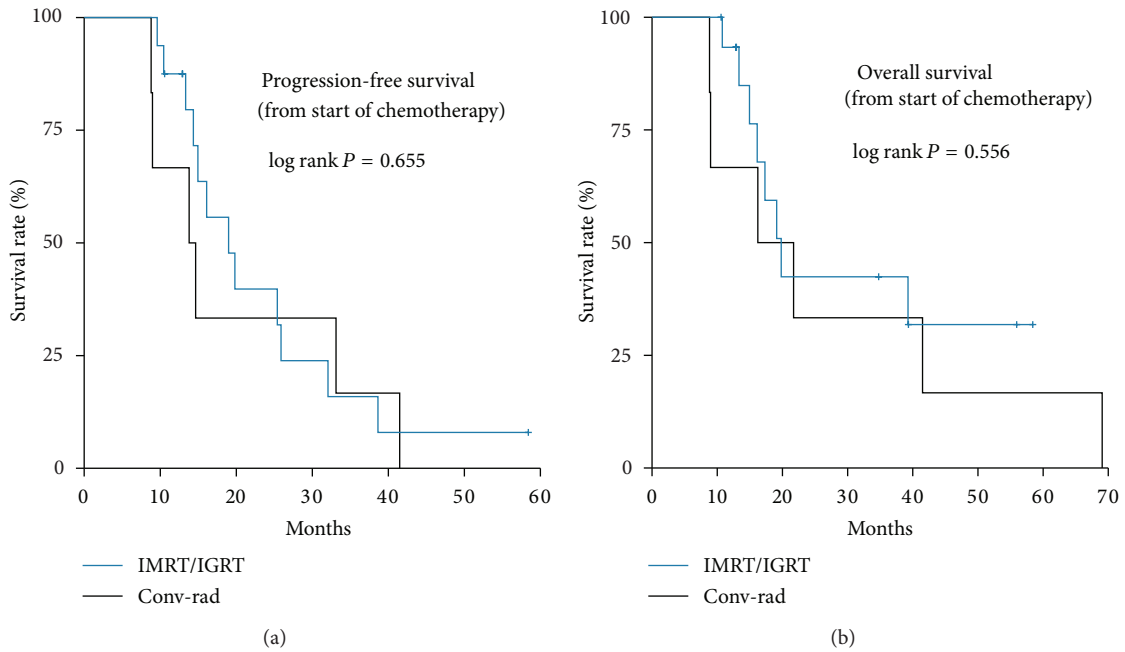 100
75
50
25
0
Survival rate (%)
Progression-free survival
(from start of chemotherapy)
log rank P = 0.655
0 10 20 30 40 50 60
Months
IMRT/IGRT
Conv-rad
(a)
100
75
50
25
0
Survival rate (%)
Overall survival
(from start of chemotherapy)
log rank P = 0.556
0 10 20 30 40 50 60 70
Months
IMRT/IGRT
Conv-rad
(b)